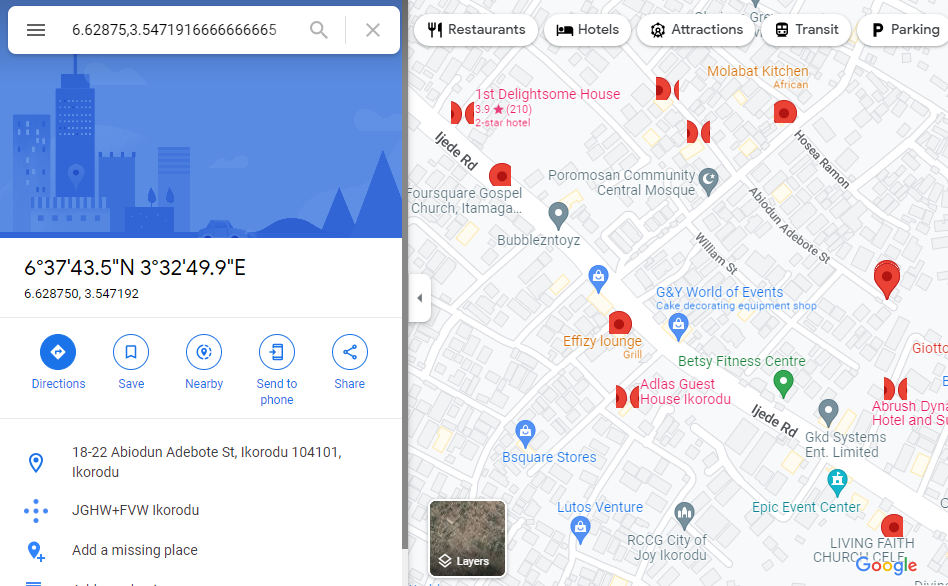 6.62875,3.5471916666666665
Restaurants
Hotels
Attractions
Transit
Parking
6°37'43.5"N 3°32'49.9"E
6.628750, 3.547192
Directions
Save
Nearby
Send to
phone
Share
18-22 Abiodun Adebote St, Ikorodu 104101,
Ikorodu
JGHW+FVW Ikorodu
Add a missing place
Molabat Kitchen
African
1st Delightsome House
3.9 ★ (210)
2-star hotel
Ijede Rd
Hosea Ramon
Poromosan Community
Central Mosque
Foursquare Gospel
Church, Itamaga...
Abiodun Adebote St
Bubblezntoyz
William St
G&Y World of Events
Cake decorating equipment shop
Effizy lounge
Grill
Giotto
Betsy Fitness Centre
Adlas Guest
House Ikorodu
Abrush Dyna
Hotel and Su
Ijede Rd
Gkd Systems
Ent. Limited
Bsquare Stores
Epic Event Center
Lutos Venture
RCCG City of
Joy Ikorodu
LIVING FAITH
CHURCH CELE
Layers
Google